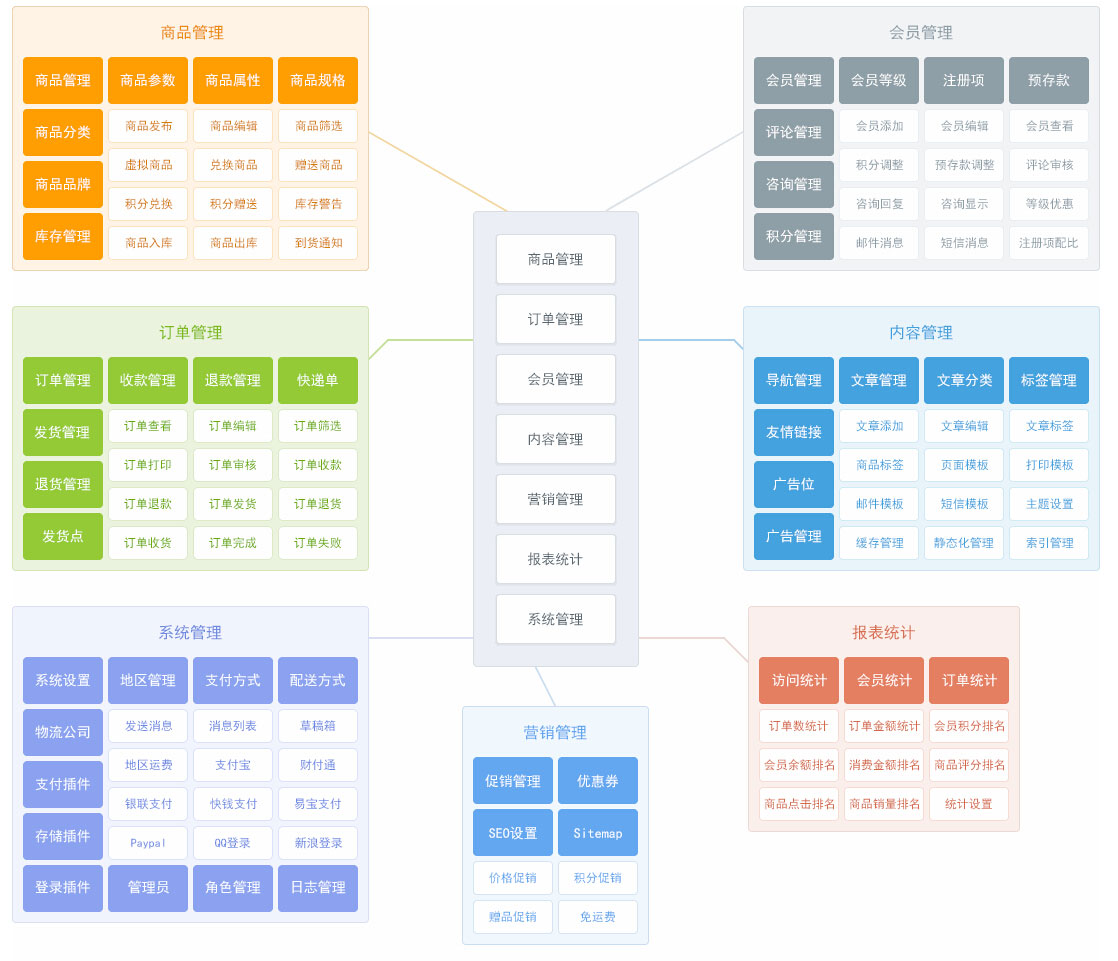 商品管理
商品管理 商品参数 商品属性 商品规格
商品分类 商品发布 商品编辑 商品筛选
虚拟商品 兑换商品 赠送商品
商品品牌
积分兑换 积分赠送 库存警告
库存管理 商品入库 商品出库 到货通知
会员管理
会员管理 会员等级 注册项 预存款
评论管理 会员添加 会员编辑 会员查看
积分调整 预存款调整 评论审核
咨询管理
咨询回复 咨询显示 等级优惠
积分管理 邮件消息 短信消息 注册项配比
商品管理
订单管理
会员管理
内容管理
营销管理
报表统计
系统管理
订单管理
订单管理 收款管理 退款管理 快递单
发货管理 订单查看 订单编辑 订单筛选
订单打印 订单审核 订单收款
退货管理
订单退款 订单发货 订单退货
发货点 订单收货 订单完成 订单失败
内容管理
导航管理 文章管理 文章分类 标签管理
友情链接 文章添加 文章编辑 文章标签
商品标签 页面模板 打印模板
广告位
邮件模板 短信模板 主题设置
广告管理 缓存管理 静态化管理 索引管理
系统管理
系统设置 地区管理 支付方式 配送方式
物流公司 发送消息 消息列表 草稿箱
地区运费 支付宝 财付通
支付插件
银联支付 快钱支付 易宝支付
存储插件 Paypal QQ登录 新浪登录
登录插件 管理员 角色管理 日志管理
营销管理
促销管理 优惠券
SEO设置 Sitemap
价格促销 积分促销
赠品促销 免运费
报表统计
访问统计 会员统计 订单统计
订单数统计 订单金额统计 会员积分排名
会员余额排名 消费金额排名 商品评分排名
商品点击排名 商品销量排名 统计设置